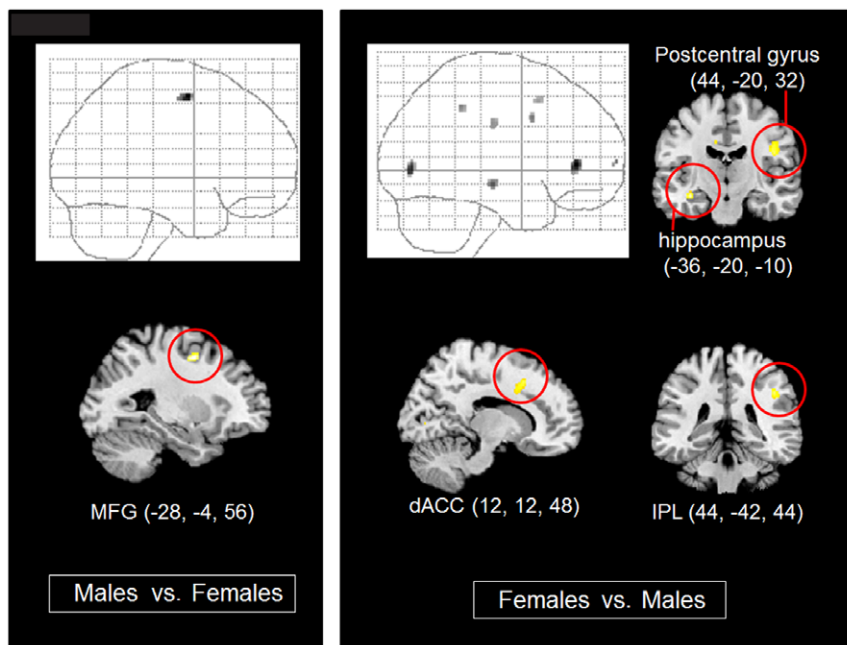 MFG (-28, -4, 56)
Males vs. Females
Postcentral gyrus
(44, -20, 32)
hippocampus
(-36, -20, -10)
dACC (12, 12, 48)
IPL (44, -42, 44)
Females vs. Males